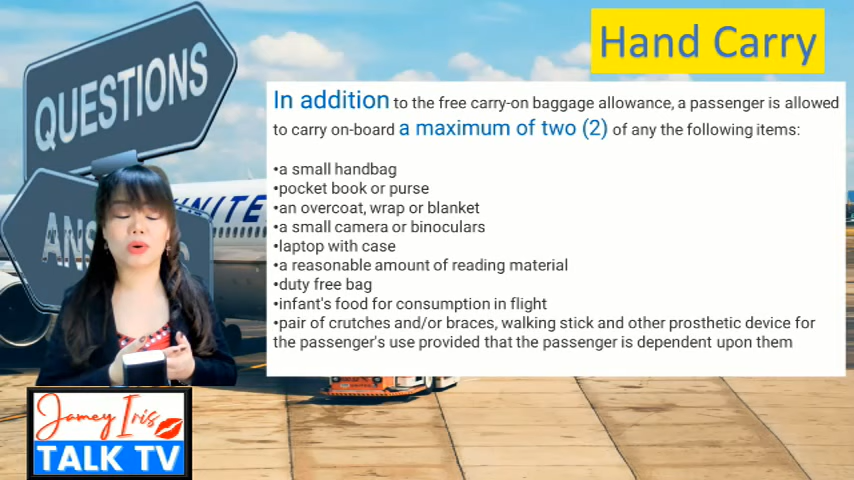 QUESTIONS
Hand Carry
In addition to the free carry-on baggage allowance, a passenger is allowed
to carry on-board a maximum of two (2) of any the following items:
•a small handbag
•pocket book or purse
•an overcoat, wrap or blanket
•a small camera or binoculars
•laptop with case
•a reasonable amount of reading material
•duty free bag
•infant's food for consumption in flight
•pair of crutches and/or braces, walking stick and other prosthetic device for
the passenger's use provided that the passenger is dependent upon them
UNITE
ANS
Jamey Iris
TALK TV